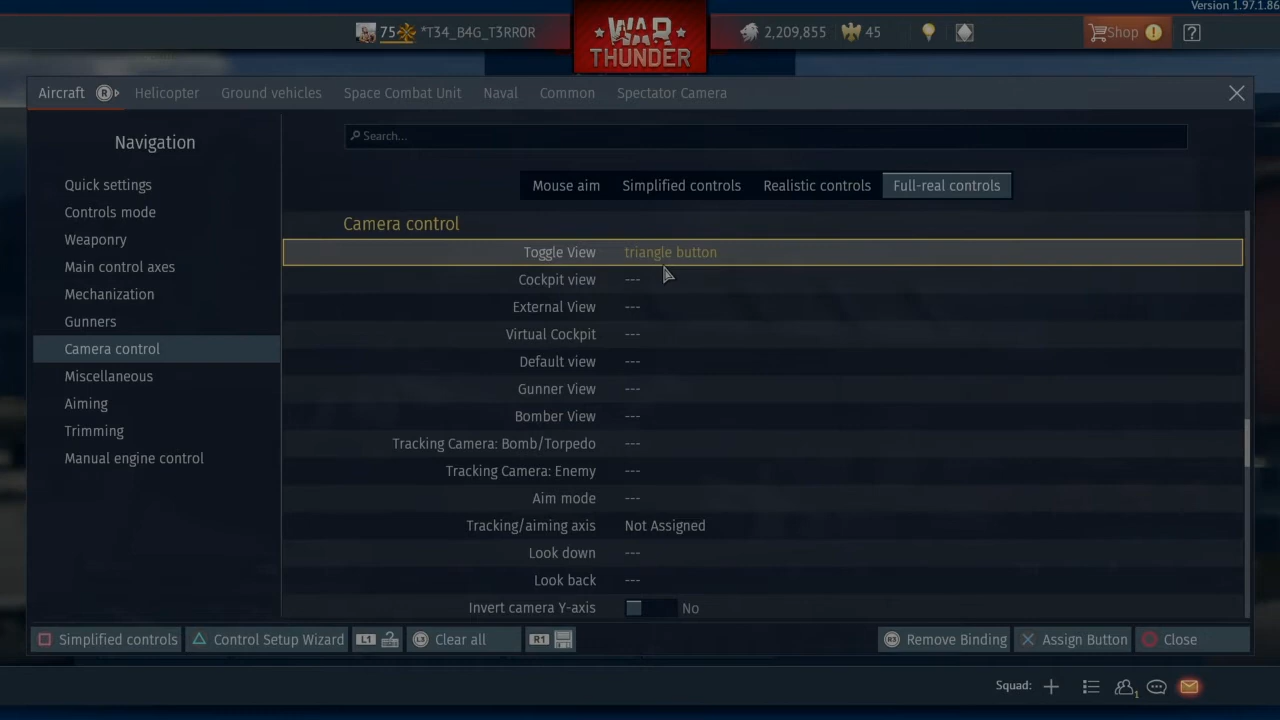 Version 1.97.1.86
75 *T34_B4G_T3RR0R
WAR THUNDER
2,209,855 45
Shop ! ?
Aircraft R Helicopter Ground vehicles Space Combat Unit Naval Common Spectator Camera
Navigation
Search...
Quick settings
Controls mode
Weaponry
Main control axes
Mechanization
Gunners
Camera control
Miscellaneous
Aiming
Trimming
Manual engine control
Mouse aim Simplified controls Realistic controls Full-real controls
Camera control
Toggle View triangle button
Cockpit view ---
External View ---
Virtual Cockpit ---
Default view ---
Gunner View ---
Bomber View ---
Tracking Camera: Bomb/Torpedo ---
Tracking Camera: Enemy ---
Aim mode ---
Tracking/aiming axis Not Assigned
Look down ---
Look back ---
Invert camera Y-axis No
Simplified controls Control Setup Wizard L1 Clear all R1 Remove Binding Assign Button Close
Squad: 1